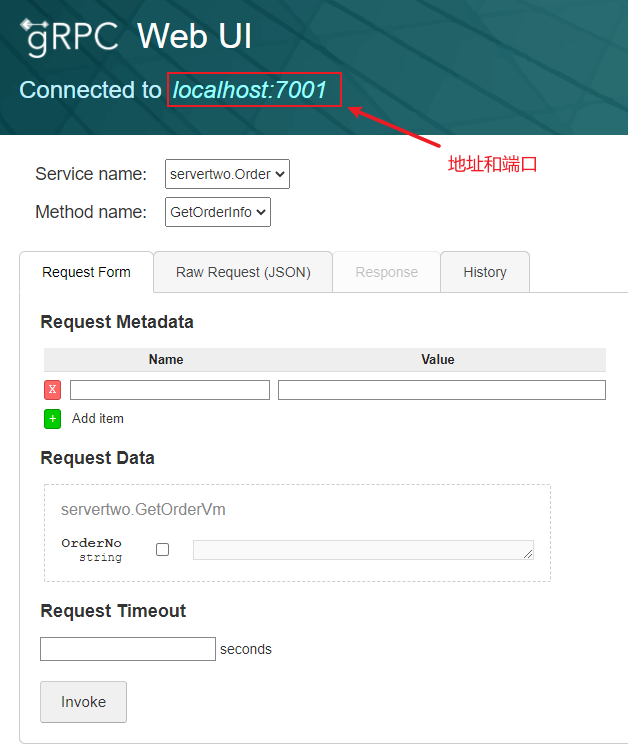 gRPC Web UI
Connected to localhost:7001
地址和端口
Service name: servertwo.Order
Method name: GetOrderInfo
Request Form Raw Request (JSON) Response History
Request Metadata
Name Value
X
+ Add item
Request Data
servertwo.GetOrderVm
OrderNo
string
Request Timeout
seconds
Invoke